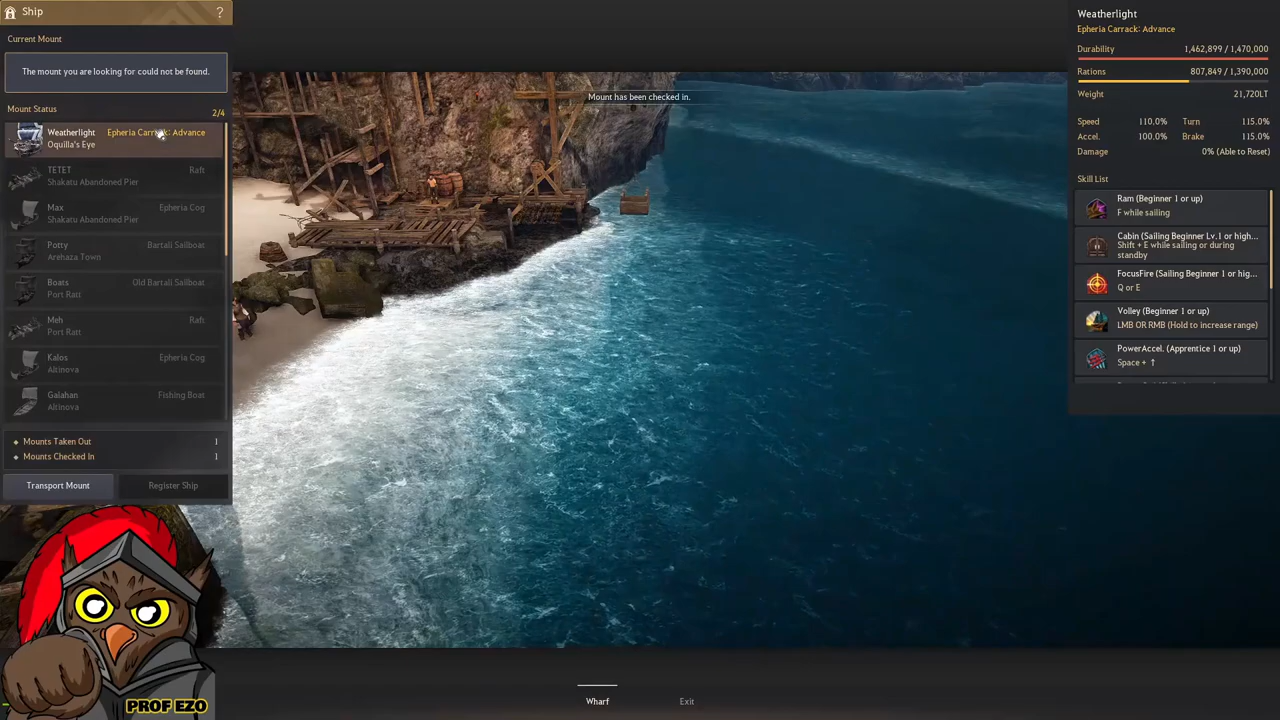 Ship
?
Current Mount
The mount you are looking for could not be found.
Mount Status
2/4
Weatherlight Epheria Carrack: Advance
Oquilla's Eye
TETET Raft
Shakatu Abandoned Pier
Max Epheria Cog
Shakatu Abandoned Pier
Potty Bartali Sailboat
Arehaza Town
Boats Old Bartali Sailboat
Port Ratt
Meh Raft
Port Ratt
Kalos Epheria Cog
Altinova
Galahan Fishing Boat
Altinova
Mounts Taken Out 1
Mounts Checked In 1
Transport Mount Register Ship
PROF EZO
Mount has been checked in.
Wharf Exit
Weatherlight
Epheria Carrack: Advance
Durability 1,462,899 / 1,470,000
Rations 807,849 / 1,390,000
Weight 21,720LT
Speed 110.0% Turn 115.0%
Accel. 100.0% Brake 115.0%
Damage 0% (Able to Reset)
Skill List
Ram (Beginner 1 or up)
F while sailing
Cabin (Sailing Beginner Lv.1 or high...
Shift + E while sailing or during
standby
FocusFire (Sailing Beginner 1 or hig...
Q or E
Volley (Beginner 1 or up)
LMB OR RMB (Hold to increase range)
PowerAccel. (Apprentice 1 or up)
Space + ↑